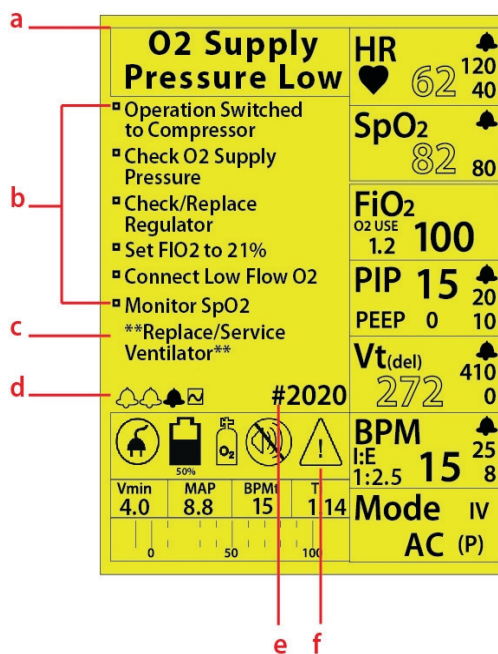 a
O2 Supply
Pressure Low
b
Operation Switched
to Compressor
Check O2 Supply
Pressure
Check/Replace
Regulator
Set FIO2 to 21%
Connect Low Flow O2
Monitor SpO2
c
**Replace/Service
Ventilator**
d
#2020
50%
O2
!
Vmin MAP BPMt T
4.0 8.8 15 1.14
0 50 100
HR
62 120
40
SpO2
82 80
FiO2
O2 USE
1.2 100
PIP 15 20
PEEP 0 10
Vt(del)
272 410
0
BPM
I:E
1:2.5 15 25
8
Mode IV
AC (P)
e f